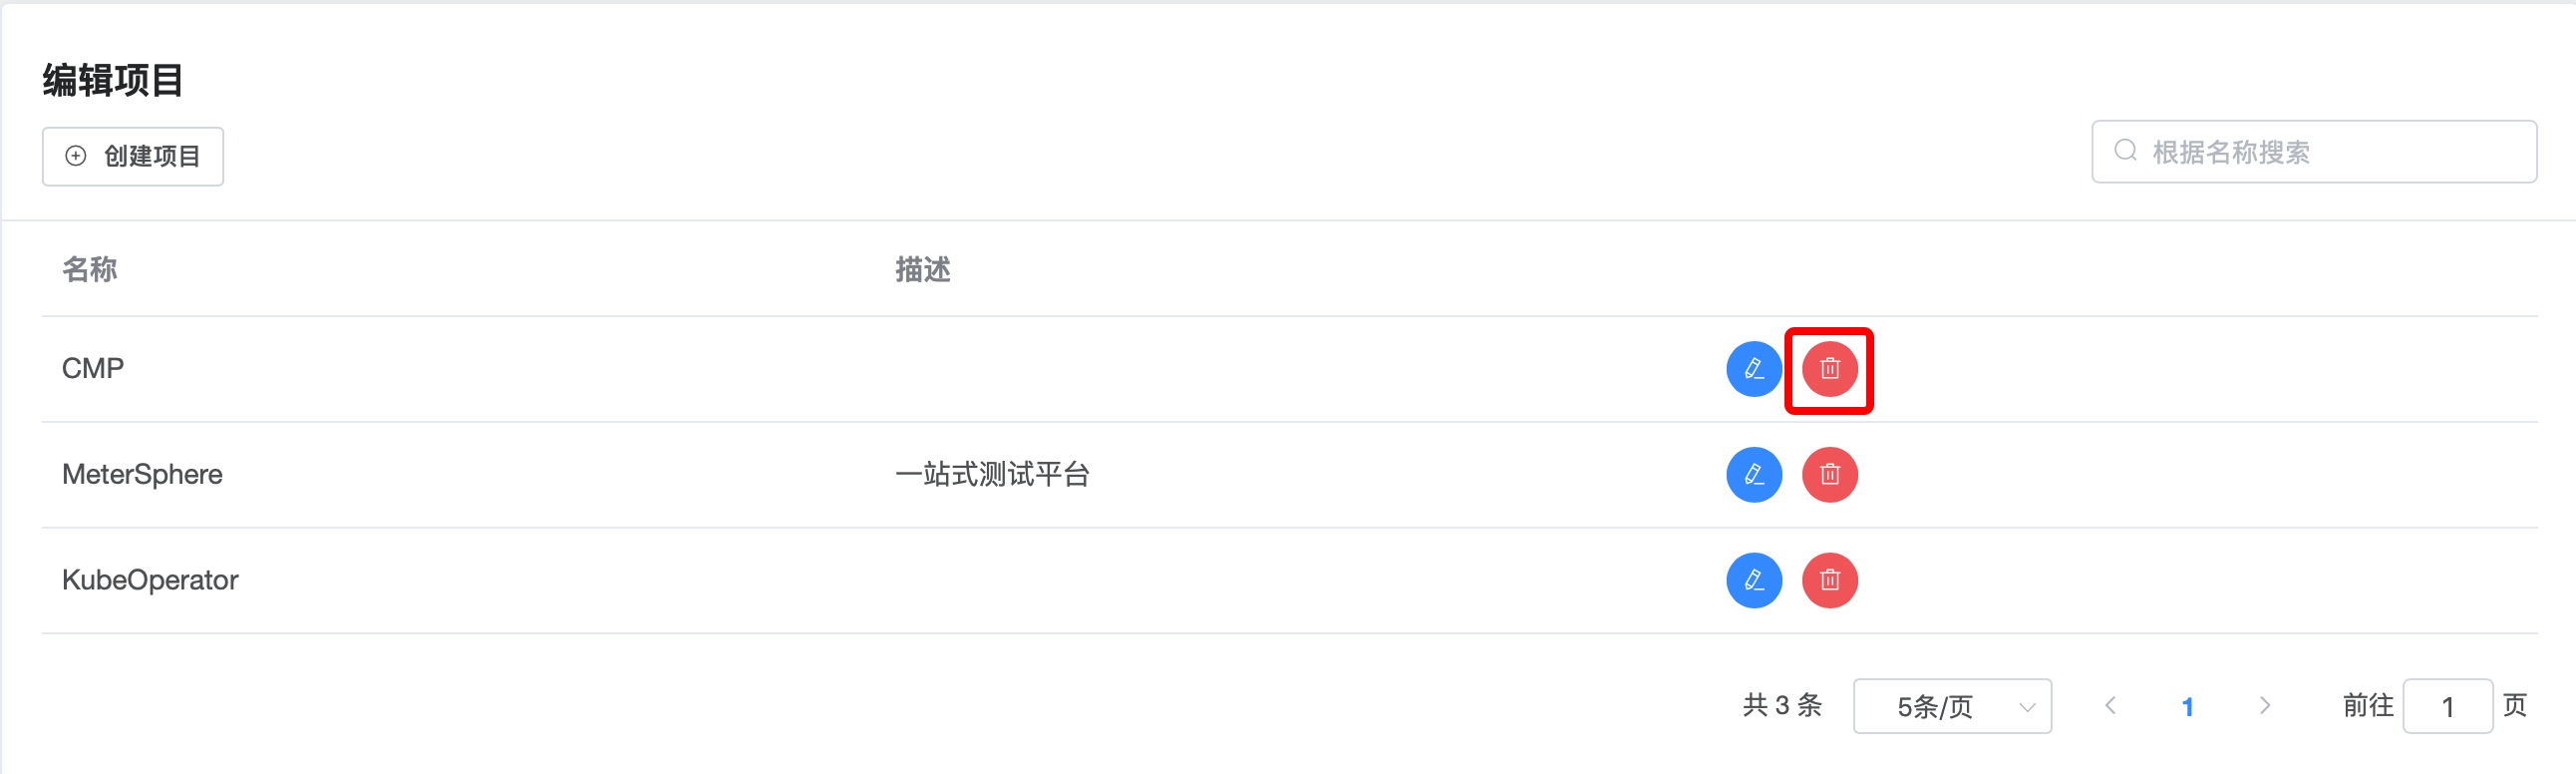 编辑项目
创建项目
根据名称搜索
名称 描述
CMP
MeterSphere 一站式测试平台
KubeOperator
共 3 条 5条/页 1 前往 1 页